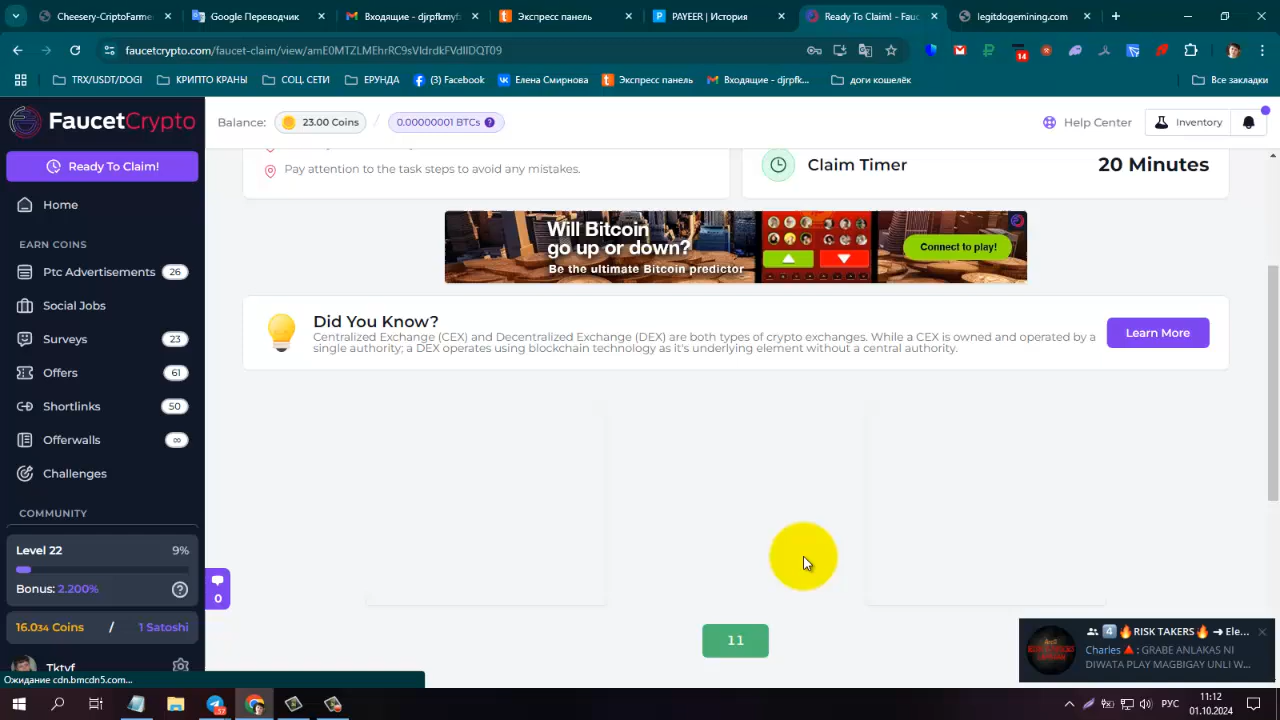 Cheesey-CriptoFarmer
Google Переводчик
Входящие - djrpfkmyf
Экспресс панель
PAYEER | История
Ready To Claim! - Fauc
legitdogemining.com
faucetcrypto.com/faucet-claim/view/amE0MTZLMEhrRC9sVldrdkFVdllDQT09
TRX/USDT/DOGI
КРИПТО КРАНЫ
СОЦ. СЕТИ
ЕРУНДА
(3) Facebook
Елена Смирнова
Экспресс панель
Входящие - djrpfk...
доги кошелёк
Все закладки
14
FaucetCrypto
Balance:
23.00 Coins
/
0.00000001 BTCs
Help Center
Inventory
Ready To Claim!
Home
EARN COINS
Ptc Advertisements 26
Social Jobs
Surveys 23
Offers 61
Shortlinks 50
Offerwalls ∞
Challenges
COMMUNITY
Level 22 9%
Bonus: 2.200%
16.034 Coins / 1 Satoshi
Tktyf
0
Pay attention to the task steps to avoid any mistakes.
Claim Timer 20 Minutes
Will Bitcoin
go up or down?
Be the ultimate Bitcoin predictor
Connect to play!
Did You Know?
Centralized Exchange (CEX) and Decentralized Exchange (DEX) are both types of crypto exchanges. While a CEX is owned and operated by a
single authority; a DEX operates using blockchain technology as it's underlying element without a central authority.
Learn More
11
4 RISK TAKERS ➜ Ele...
Charles : GRABE ANLAKAS NI
DIWATA PLAY MAGBIGAY UNLI W...
Ожидание cdn.bmcdn5.com...
РУС
11:12
01.10.2024